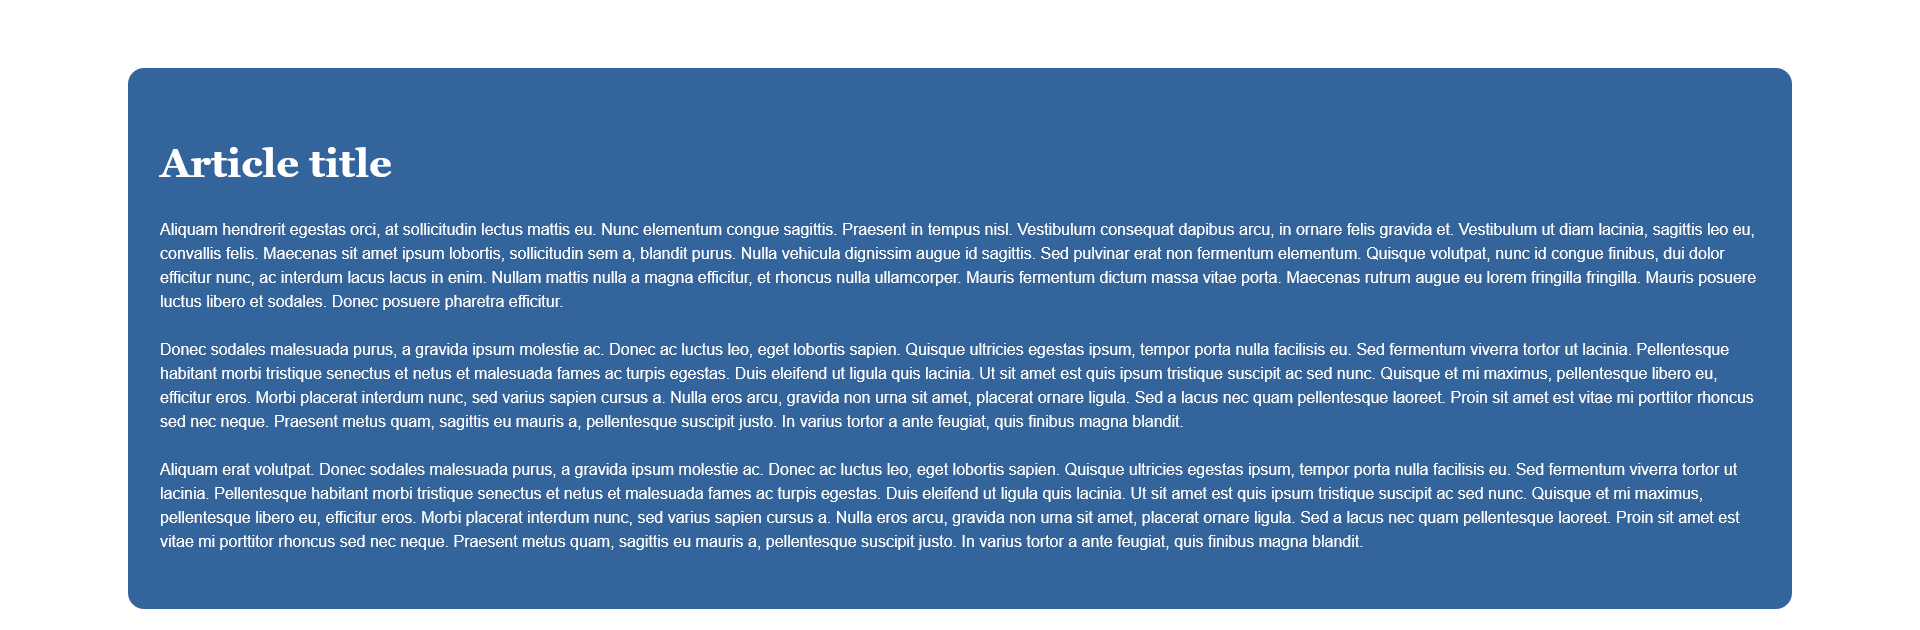 Article title
Aliquam hendrerit egestas orci, at sollicitudin lectus mattis eu. Nunc elementum congue sagittis. Praesent in tempus nisl. Vestibulum consequat dapibus arcu, in ornare felis gravida et. Vestibulum ut diam lacinia, sagittis leo eu,
convallis felis. Maecenas sit amet ipsum lobortis, sollicitudin sem a, blandit purus. Nulla vehicula dignissim augue id sagittis. Sed pulvinar erat non fermentum elementum. Quisque volutpat, nunc id congue finibus, dui dolor
efficitur nunc, ac interdum lacus lacus in enim. Nullam mattis nulla a magna efficitur, et rhoncus nulla ullamcorper. Mauris fermentum dictum massa vitae porta. Maecenas rutrum augue eu lorem fringilla fringilla. Mauris posuere
luctus libero et sodales. Donec posuere pharetra efficitur.
Donec sodales malesuada purus, a gravida ipsum molestie ac. Donec ac luctus leo, eget lobortis sapien. Quisque ultricies egestas ipsum, tempor porta nulla facilisis eu. Sed fermentum viverra tortor ut lacinia. Pellentesque
habitant morbi tristique senectus et netus et malesuada fames ac turpis egestas. Duis eleifend ut ligula quis lacinia. Ut sit amet est quis ipsum tristique suscipit ac sed nunc. Quisque et mi maximus, pellentesque libero eu,
efficitur eros. Morbi placerat interdum nunc, sed varius sapien cursus a. Nulla eros arcu, gravida non urna sit amet, placerat ornare ligula. Sed a lacus nec quam pellentesque laoreet. Proin sit amet est vitae mi porttitor rhoncus
sed nec neque. Praesent metus quam, sagittis eu mauris a, pellentesque suscipit justo. In varius tortor a ante feugiat, quis finibus magna blandit.
Aliquam erat volutpat. Donec sodales malesuada purus, a gravida ipsum molestie ac. Donec ac luctus leo, eget lobortis sapien. Quisque ultricies egestas ipsum, tempor porta nulla facilisis eu. Sed fermentum viverra tortor ut
lacinia. Pellentesque habitant morbi tristique senectus et netus et malesuada fames ac turpis egestas. Duis eleifend ut ligula quis lacinia. Ut sit amet est quis ipsum tristique suscipit ac sed nunc. Quisque et mi maximus,
pellentesque libero eu, efficitur eros. Morbi placerat interdum nunc, sed varius sapien cursus a. Nulla eros arcu, gravida non urna sit amet, placerat ornare ligula. Sed a lacus nec quam pellentesque laoreet. Proin sit amet est
vitae mi porttitor rhoncus sed nec neque. Praesent metus quam, sagittis eu mauris a, pellentesque suscipit justo. In varius tortor a ante feugiat, quis finibus magna blandit.